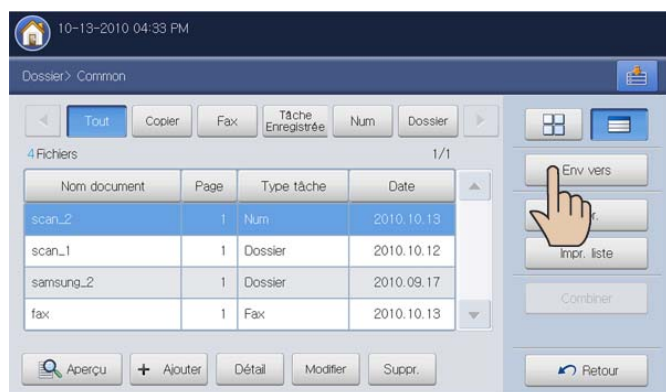 10-13-2010 04:33 PM
Dossier> Common
Tout Copier Fax Tâche Enregistrée Num Dossier
4 Fichiers 1/1
Nom document Page Type tâche Date
scan_2 1 Num 2010.10.13
scan_1 1 Dossier 2010.10.12
samsung_2 1 Dossier 2010.09.17
fax 1 Fax 2010.10.13
Aperçu + Ajouter Détail Modifier Suppr.
Env vers
Impr. liste
Combiner
Retour